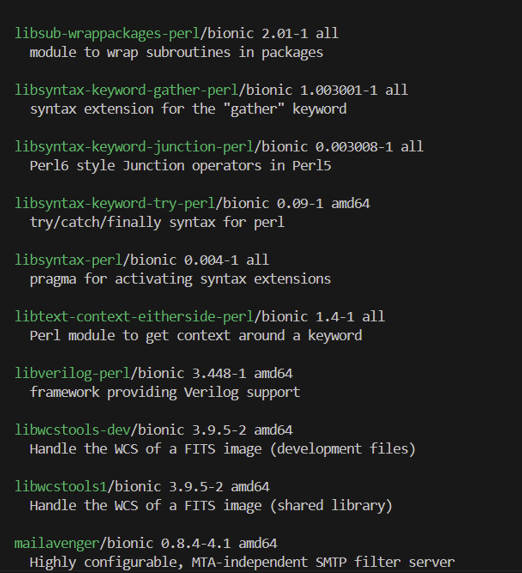 libsub-wrappackages-perl/bionic 2.01-1 all
module to wrap subroutines in packages
libsyntax-keyword-gather-perl/bionic 1.003001-1 all
syntax extension for the "gather" keyword
libsyntax-keyword-junction-perl/bionic 0.003008-1 all
Perl6 style Junction operators in Perl5
libsyntax-keyword-try-perl/bionic 0.09-1 amd64
try/catch/finally syntax for perl
libsyntax-perl/bionic 0.004-1 all
pragma for activating syntax extensions
libtext-context-eitherside-perl/bionic 1.4-1 all
Perl module to get context around a keyword
libverilog-perl/bionic 3.448-1 amd64
framework providing Verilog support
libwcstools-dev/bionic 3.9.5-2 amd64
Handle the WCS of a FITS image (development files)
libwcstools1/bionic 3.9.5-2 amd64
Handle the WCS of a FITS image (shared library)
mailavenger/bionic 0.8.4-4.1 amd64
Highly configurable, MTA-independent SMTP filter server